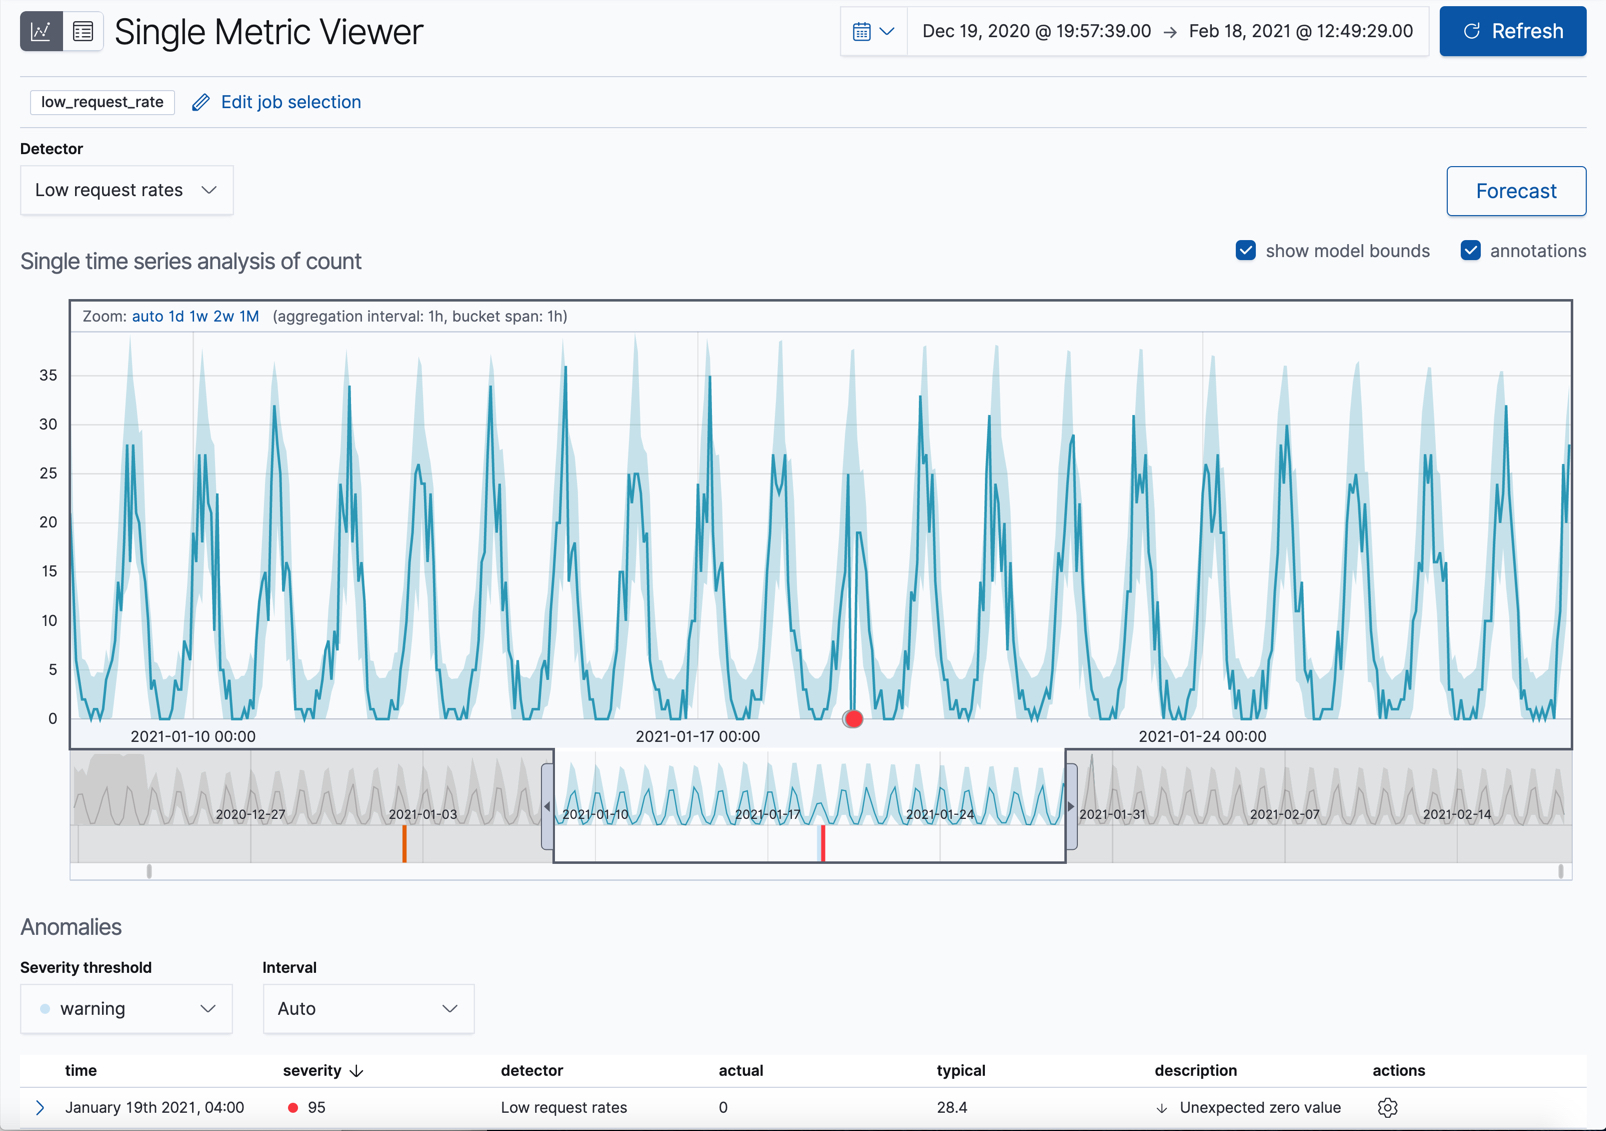 Single Metric Viewer
Dec 19, 2020 @ 19:57:39.00 → Feb 18, 2021 @ 12:49:29.00
Refresh
low_request_rate
Edit job selection
Detector
Low request rates
Forecast
Single time series analysis of count
show model bounds
annotations
Zoom: auto 1d 1w 2w 1M (aggregation interval: 1h, bucket span: 1h)
35
30
25
20
15
10
5
0
2021-01-10 00:00
2021-01-17 00:00
2021-01-24 00:00
2020-12-27
2021-01-03
2021-01-10
2021-01-17
2021-01-24
2021-01-31
2021-02-07
2021-02-14
Anomalies
Severity threshold
Interval
warning
Auto
time severity ↓ detector actual typical description actions
January 19th 2021, 04:00 95 Low request rates 0 28.4 ↓ Unexpected zero value